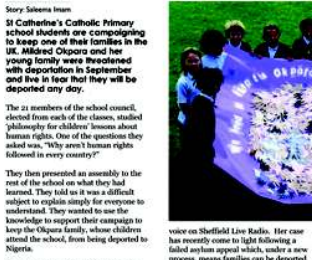 Story: Saleema Imam
St Catherine's Catholic Primary
school students are campaigning
to keep one of their families in the
UK. Mildred Okpara and her
young family were threatened
with deportation in September
and live in fear that they will be
deported any day.
The 21 members of the school council,
elected from each of the classes, studied
'philosophy for children' lessons about
human rights. One of the questions they
asked was, "Why aren't human rights
followed in every country?"
They then presented an assembly to the
rest of the school on what they had
learned. They told us it was a difficult
subject to explain simply for everyone to
understand. They wanted to use the
knowledge to support their campaign to
keep the Okpara family, whose children
attend the school, from being deported to
Nigeria.
Okpara
voice on Sheffield Live Radio. Her case
has recently come to light following a
failed asylum appeal which, under a new
process, means families can be deported